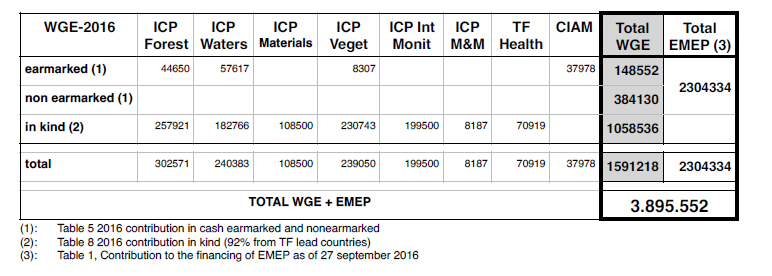 WGE-2016 ICP Forest ICP Waters ICP Materials ICP Veget ICP Int Monit ICP M&M TF Health CIAM Total WGE Total EMEP (3)
earmarked (1) 44650 57617 8307 37978 148552 2304334
non earmarked (1) 384130
in kind (2) 257921 182766 108500 230743 199500 8187 70919 1058536
total 302571 240383 108500 239050 199500 8187 70919 37978 1591218 2304334
TOTAL WGE + EMEP 3.895.552
(1): Table 5 2016 contribution in cash earmarked and nonearmarked
(2): Table 8 2016 contribution in kind (92% from TF lead countries)
(3): Table 1, Contribution to the financing of EMEP as of 27 september 2016